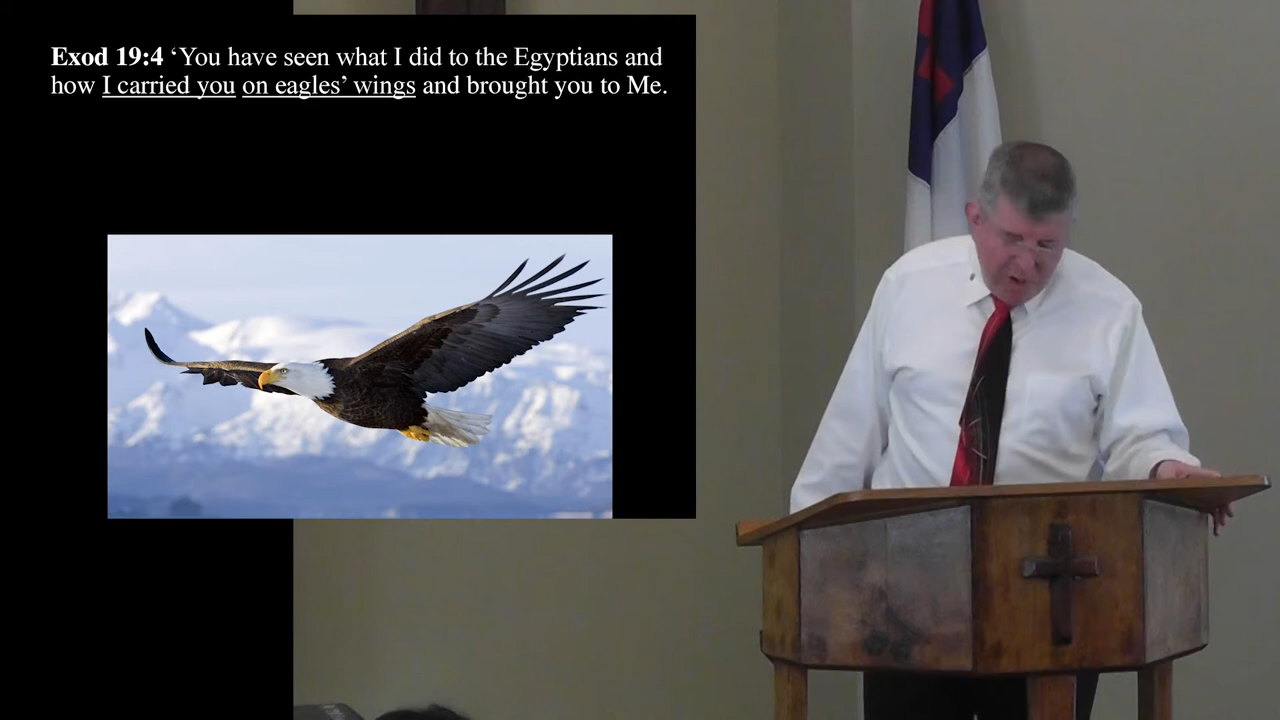 Exod 19:4 ‘You have seen what I did to the Egyptians and
how I carried you on eagles’ wings and brought you to Me.